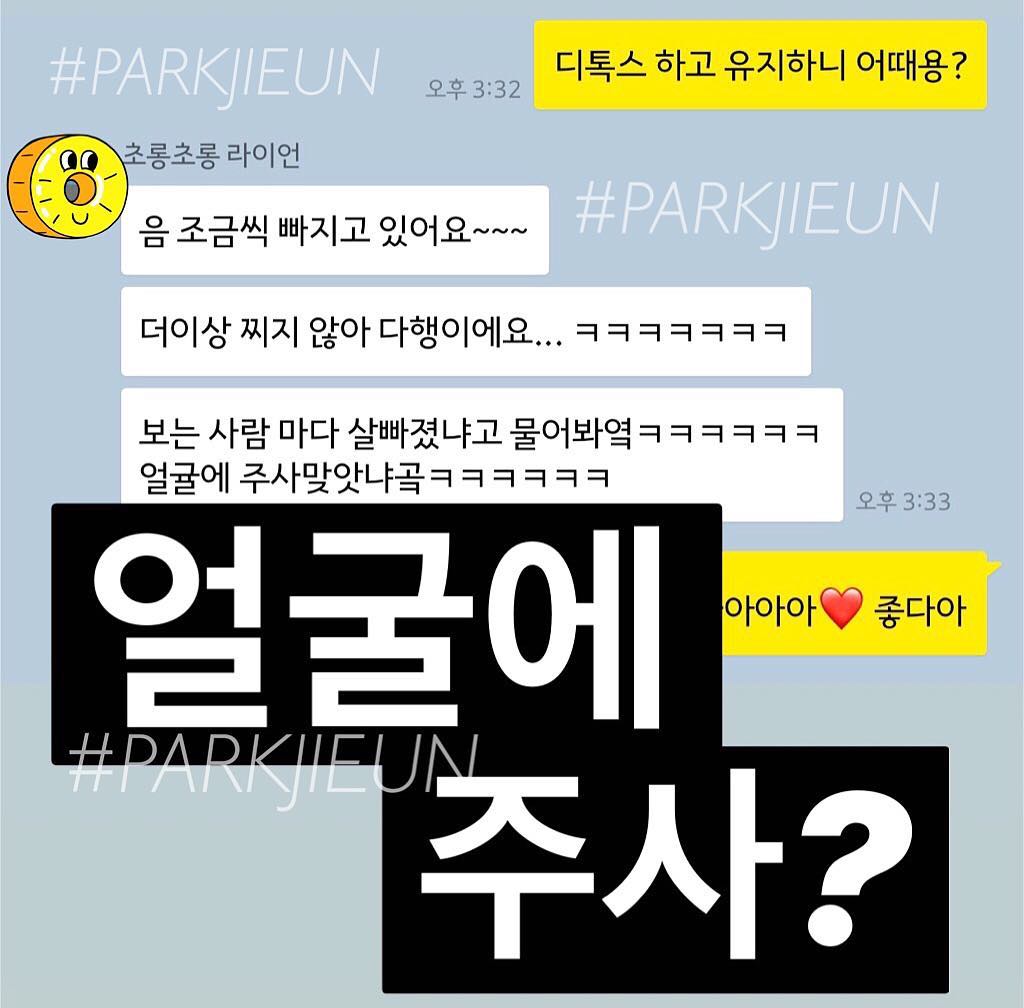 #PARKJIEUN
디톡스 하고 유지하니 어때용?
오후 3:32
초롱초롱 라이언
#PARKJIEUN
음 조금씩 빠지고 있어요~~~
더이상 찌지 않아 다행이에요... ㅋㅋㅋㅋㅋㅋㅋ
보는 사람 마다 살빠졌냐고 물어봐옄ㅋㅋㅋㅋㅋㅋ
얼귤에 주사맞앗냐곸ㅋㅋㅋㅋㅋㅋ
오후 3:33
아아아❤️ 좋다아
얼굴에
#PARKJIEUN
주사?